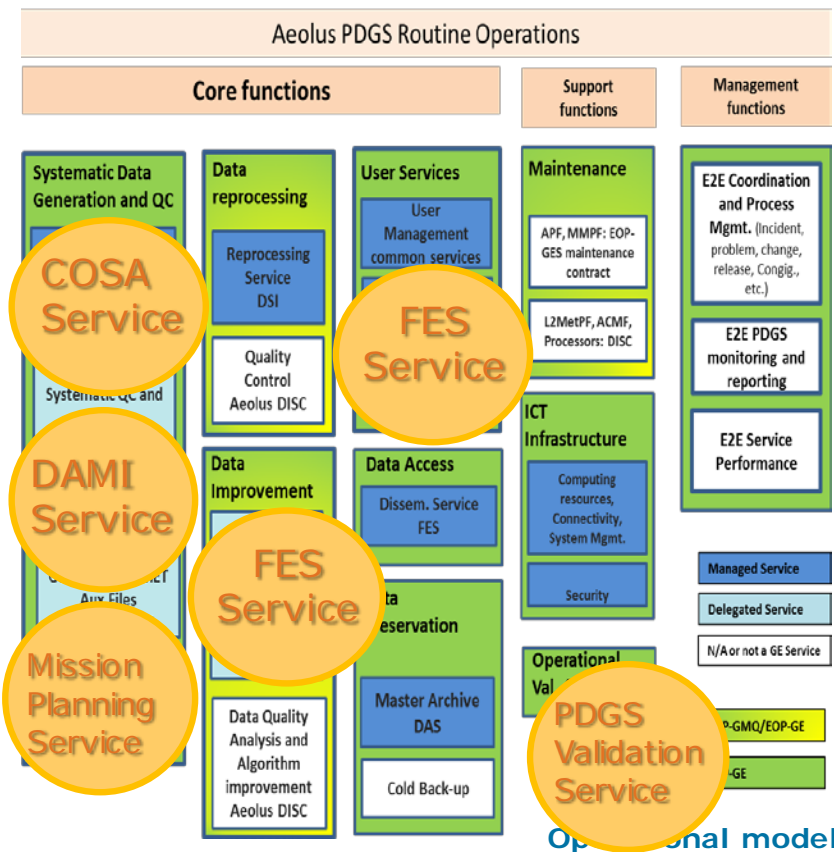 Aeolus PDGS Routine Operations
Core functions
Support
functions
Management
functions
Systematic Data
Generation and QC
COSA
Service
Systematic QC and
DAMI
Service
Aux Files
Mission
Planning
Service
Data
reprocessing
Reprocessing
Service
DSI
Quality
Control
Aeolus DISC
Data
Improvement
FES
Service
Data Quality
Analysis and
Algorithm
improvement
Aeolus DISC
User Services
User
Management
common services
FES
Service
Data Access
Dissem. Service
FES
Master Archive
DAS
Cold Back-up
Maintenance
APF, MMPF: EOP-
GES maintenance
contract
L2MetPF, ACMF,
Processors: DISC
ICT
Infrastructure
Computing
resources,
Connectivity,
System Mgmt.
Security
Operational
PDGS
Validation
Service
E2E Coordination
and Process
Mgmt. (Incident,
problem, change,
release, Congig.,
etc.)
E2E PDGS
monitoring and
reporting
E2E Service
Performance
Managed Service
Delegated Service
N/A or not a GE Service
-GMQ/EOP-GE
-GE
model